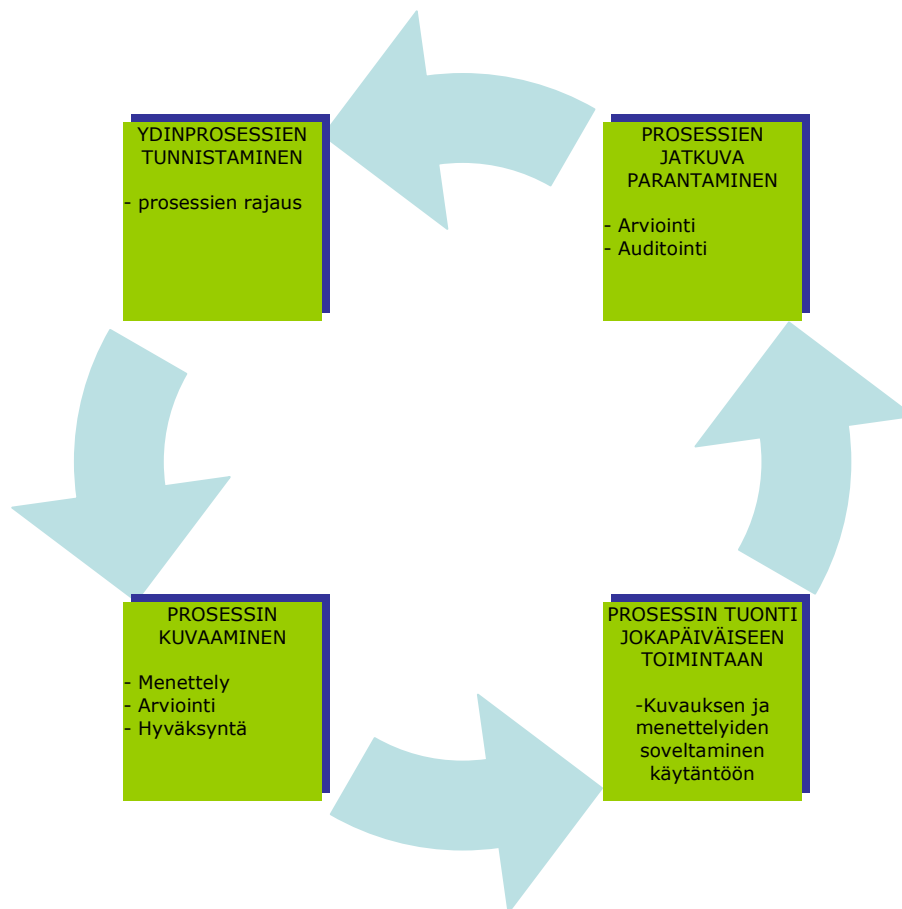 YDINPROSESSIEN
TUNNISTAMINEN
- prosessien rajaus
PROSESSIEN
JATKUVA
PARANTAMINEN
- Arviointi
- Auditointi
PROSESSIN
KUVAAMINEN
- Menettely
- Arviointi
- Hyväksyntä
PROSESSIN TUONTI
JOKAPÄIVÄISEEN
TOIMINTAAN
-Kuvauksen ja
menettelyiden
soveltaminen
käytäntöön